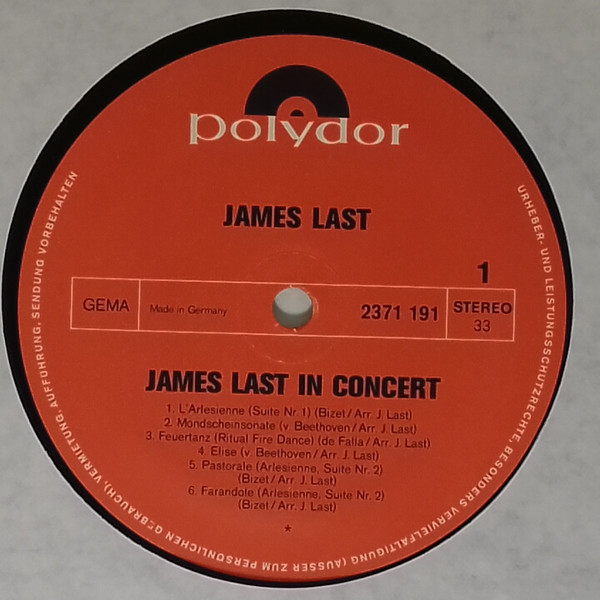 polydor
JAMES LAST
1
GEMA
Made in Germany
2371 191
STEREO
33
JAMES LAST IN CONCERT
1. L'Arlesienne (Suite Nr. 1) (Bizet/Arr. J. Last)
2. Mondscheinsonate (v. Beethoven/Arr. J. Last)
3. Feuertanz (Ritual Fire Dance) (de Falla/Arr. J. Last)
4. Elise (v. Beethoven/Arr. J. Last)
5. Pastorale (Arlesienne, Suite Nr. 2)
(Bizet/Arr. J. Last)
6. Farandole (Arlesienne, Suite Nr. 2)
(Bizet/Arr. J. Last)
*
URHEBER- UND LEISTUNGSSCHUTZRECHTE, BESONDERS VERVIELFÄLTIGUNG (AUSSER ZUM PERSÖNLICHEN GEBRAUCH), VERMIETUNG, AUFFÜHRUNG, SENDUNG VORBEHALTEN